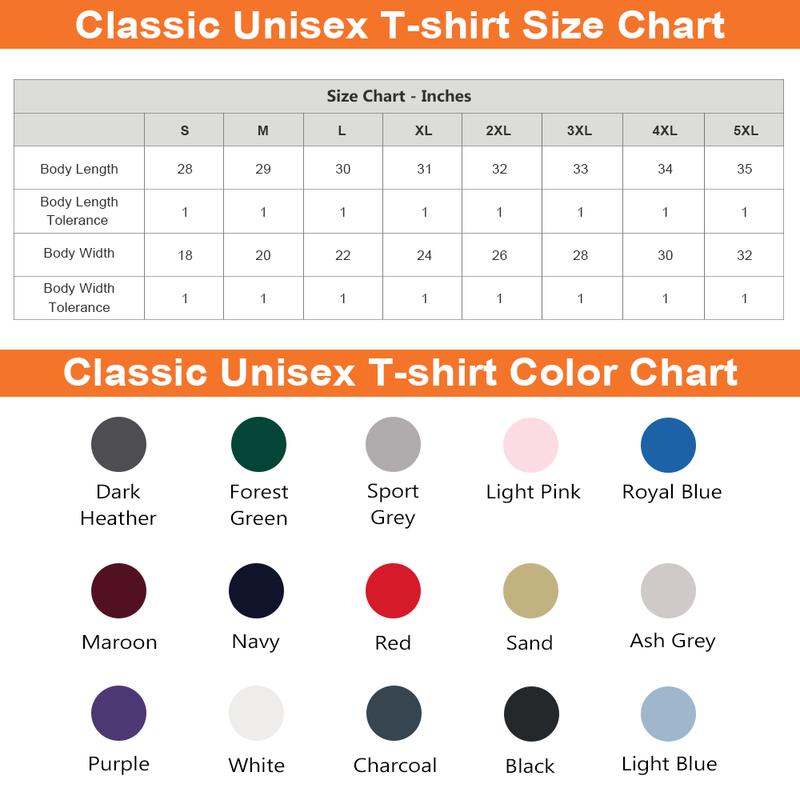 Classic Unisex T-shirt Size Chart
Size Chart - Inches
S M L XL 2XL 3XL 4XL 5XL
Body Length 28 29 30 31 32 33 34 35
Body Length
Tolerance 1 1 1 1 1 1 1 1
Body Width 18 20 22 24 26 28 30 32
Body Width
Tolerance 1 1 1 1 1 1 1 1
Classic Unisex T-shirt Color Chart
Dark
Heather
Forest
Green
Sport
Grey
Light Pink
Royal Blue
Maroon
Navy
Red
Sand
Ash Grey
Purple
White
Charcoal
Black
Light Blue